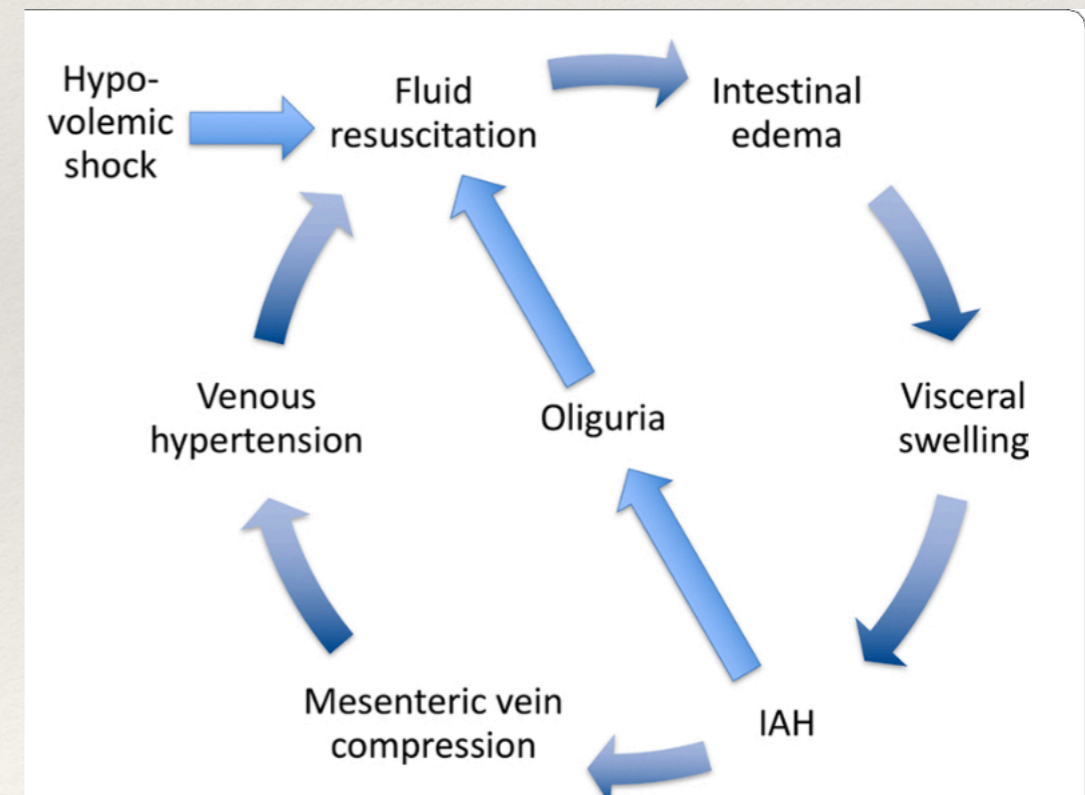 Hypo-
volemic
shock
Fluid
resuscitation
Intestinal
edema
Visceral
swelling
IAH
Oliguria
Mesenteric vein
compression
Venous
hypertension